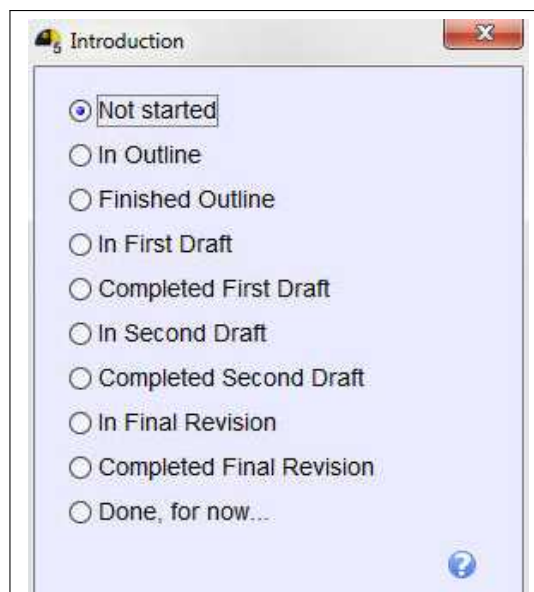 5 Introduction
Not started
In Outline
Finished Outline
In First Draft
Completed First Draft
In Second Draft
Completed Second Draft
In Final Revision
Completed Final Revision
Done, for now...
?